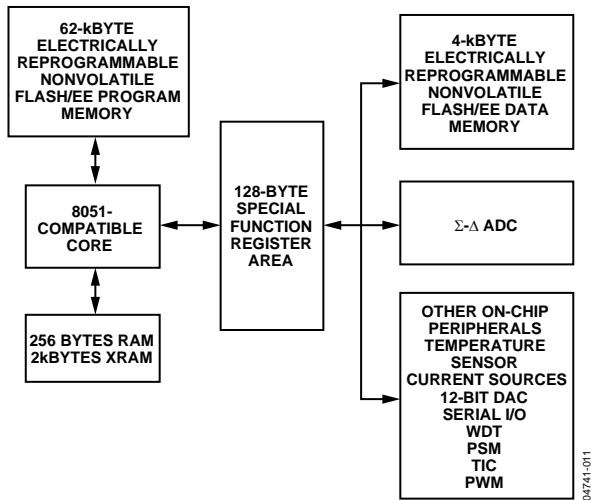 62-kBYTE
ELECTRICALLY
REPROGRAMMABLE
NONVOLATILE
FLASH/EE PROGRAM
MEMORY
8051-
COMPATIBLE
CORE
256 BYTES RAM
2kBYTES XRAM
128-BYTE
SPECIAL
FUNCTION
REGISTER
AREA
4-kBYTE
ELECTRICALLY
REPROGRAMMABLE
NONVOLATILE
FLASH/EE DATA
MEMORY
Σ-Δ ADC
OTHER ON-CHIP
PERIPHERALS
TEMPERATURE
SENSOR
CURRENT SOURCES
12-BIT DAC
SERIAL I/O
WDT
PSM
TIC
PWM
04741-011